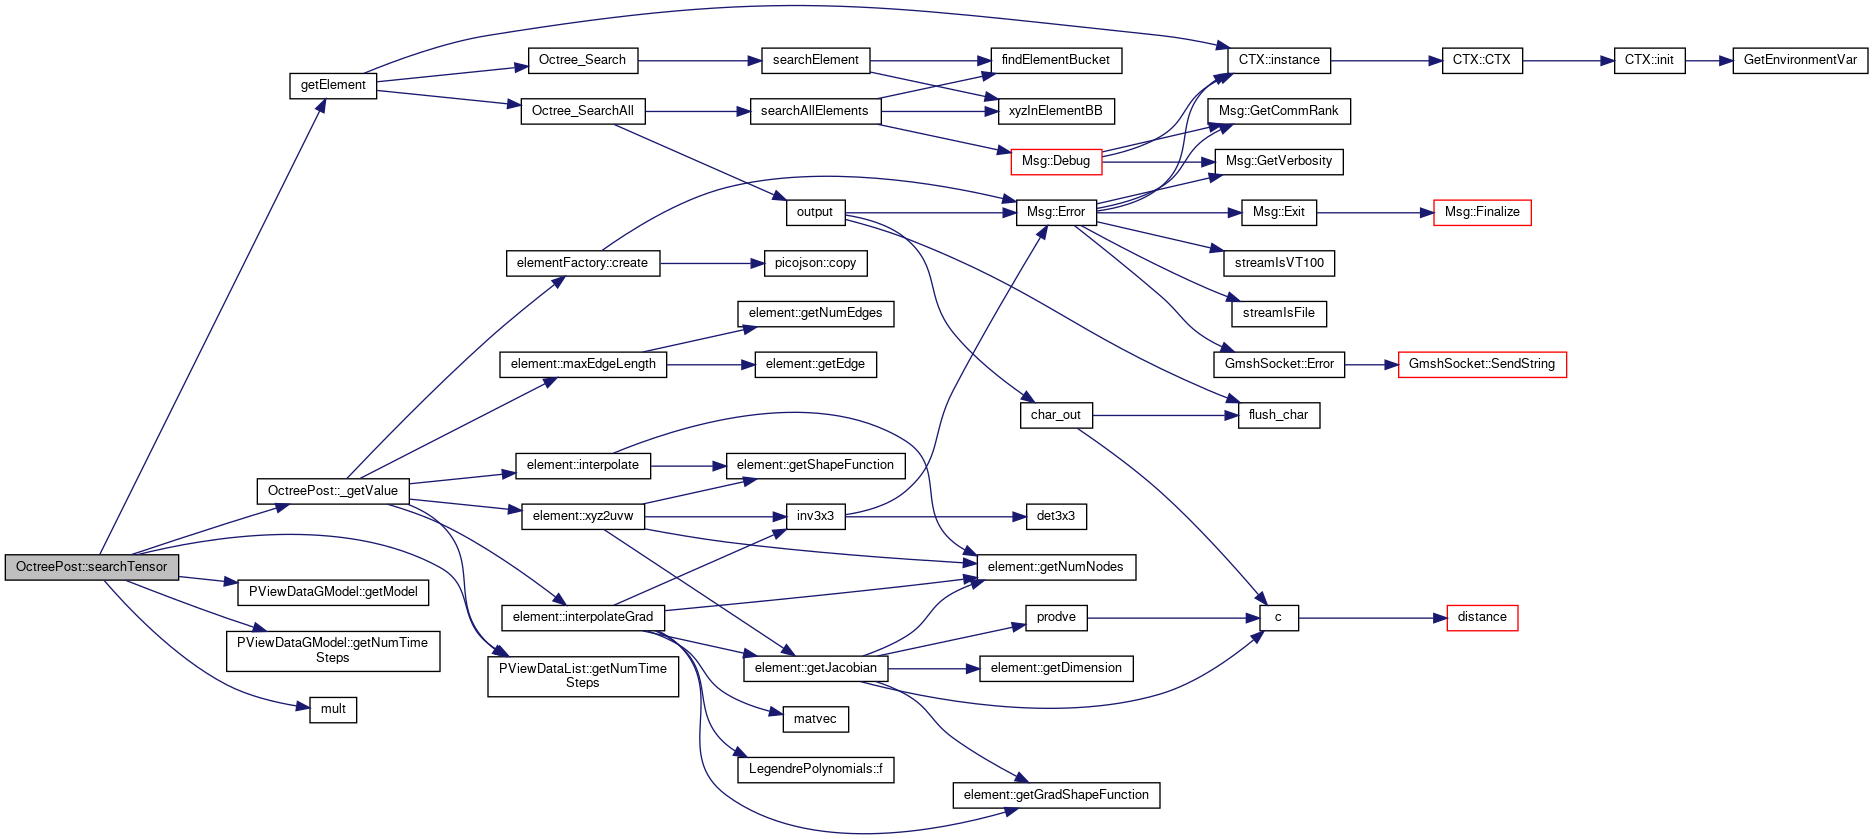 OctreePost::searchTensor
getElement
OctreePost::_getValue
PViewDataGModel::getModel
PViewDataGModel::getNumTime
Steps
mult
Octree_Search
Octree_SearchAll
elementFactory::create
element::maxEdgeLength
element::interpolate
element::xyz2uvw
element::interpolateGrad
PViewDataList::getNumTime
Steps
searchElement
searchAllElements
output
picojson::copy
element::getNumEdges
element::getEdge
element::getShapeFunction
inv3x3
element::getJacobian
matvec
LegendrePolynomials::f
findElementBucket
xyzInElementBB
Msg::Debug
Msg::Error
char_out
det3x3
element::getNumNodes
prodve
element::getDimension
element::getGradShapeFunction
CTX::instance
Msg::GetCommRank
Msg::GetVerbosity
Msg::Exit
streamIsVT100
streamIsFile
GmshSocket::Error
flush_char
c
CTX::CTX
Msg::Finalize
GmshSocket::SendString
distance
CTX::init
GetEnvironmentVar